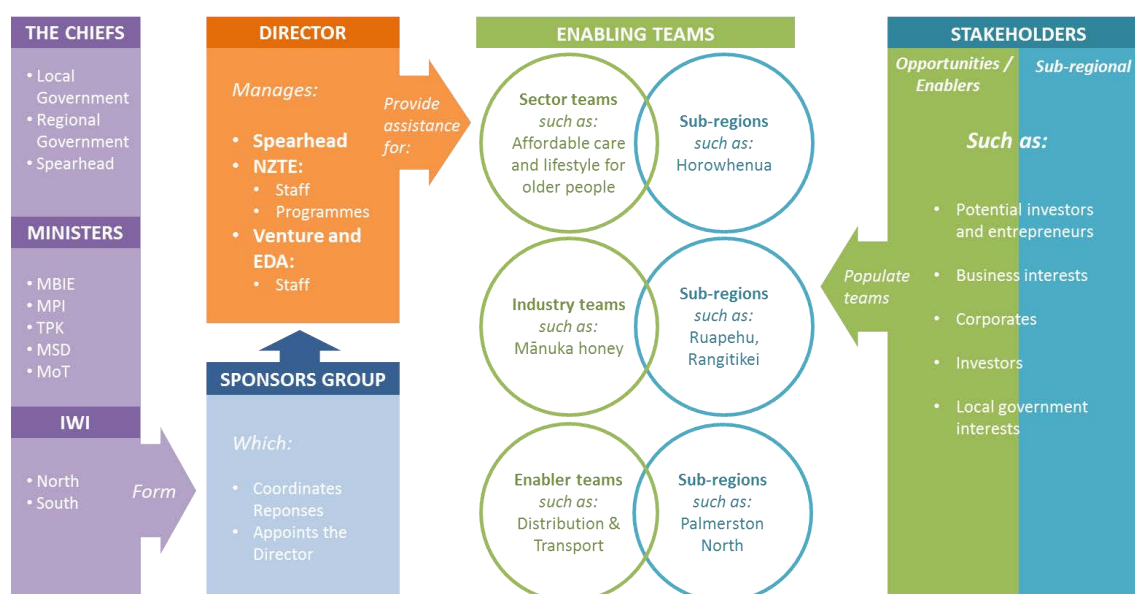 THE CHIEFS
• Local
Government
• Regional
Government
• Spearhead
MINISTERS
• MBIE
• MPI
• TPK
• MSD
• MoT
IWI
• North
• South
Form
DIRECTOR
Manages:
• Spearhead
• NZTE:
• Staff
• Programmes
• Venture and
EDA:
• Staff
Provide
assistance
for:
SPONSORS GROUP
Which:
• Coordinates
Reponses
• Appoints the
Director
ENABLING TEAMS
Sector teams
such as:
Affordable care
and lifestyle for
older people
Sub-regions
such as:
Horowhenua
Industry teams
such as:
Mānuka honey
Sub-regions
such as:
Ruapehu,
Rangitikei
Enabler teams
such as:
Distribution &
Transport
Sub-regions
such as:
Palmerston
North
STAKEHOLDERS
Opportunities /
Enablers
Sub-regional
Such as:
• Potential investors
and entrepreneurs
• Business interests
• Corporates
• Investors
• Local government
interests
Populate
teams